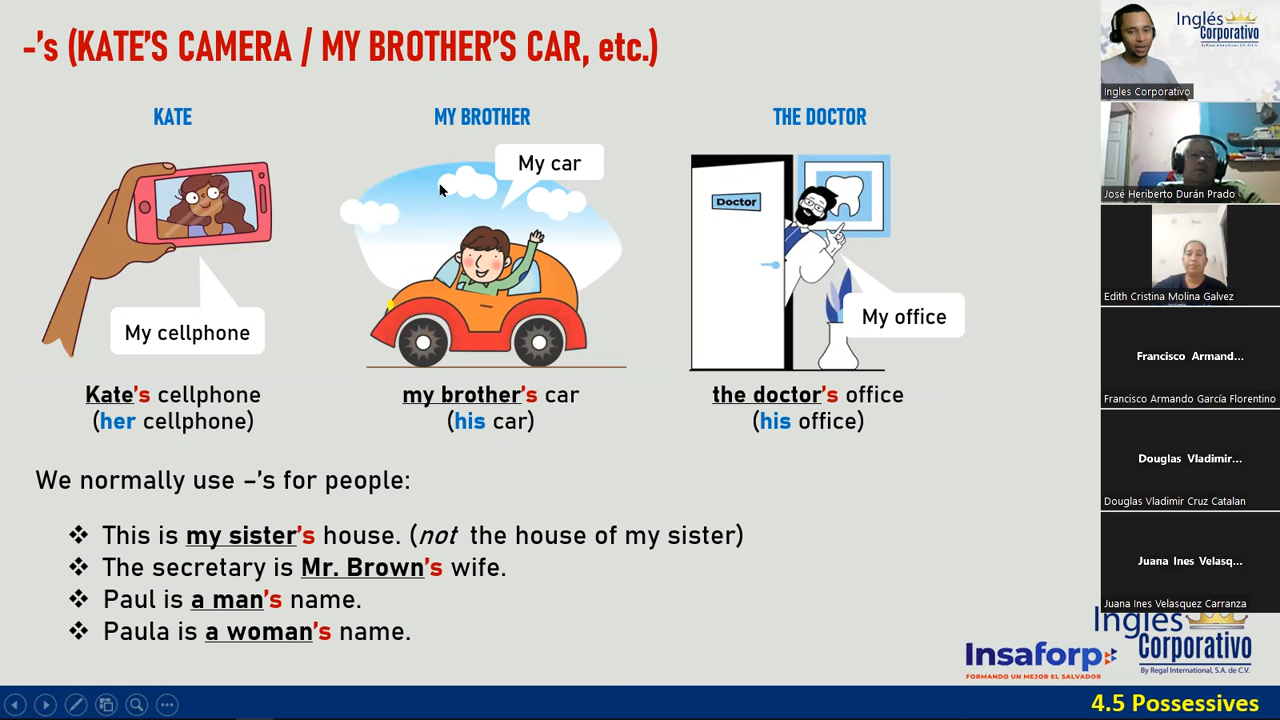 -'s (KATE'S CAMERA / MY BROTHER'S CAR, etc.)
KATE
MY BROTHER
THE DOCTOR
My cellphone
My car
Doctor
My office
Kate's cellphone
(her cellphone)
my brother's car
(his car)
the doctor's office
(his office)
We normally use –'s for people:
❖ This is my sister's house. (not the house of my sister)
❖ The secretary is Mr. Brown's wife.
❖ Paul is a man's name.
❖ Paula is a woman's name.
Insaforp
FORMANDO UN MEJOR EL SALVADOR
Inglés
Corporativo
By Regal International, S.A. de C.V.
4.5 Possessives
Inglés
Corporativo
By Regal International, S.A. de C.V.
Ingles Corporativo
José Heriberto Durán Prado
Edith Cristina Molina Galvez
Francisco Armand...
Francisco Armando García Florentino
Douglas Vladimir...
Douglas Vladimir Cruz Catalan
Juana Ines Velasq...
Juana Ines Velasquez Carranza